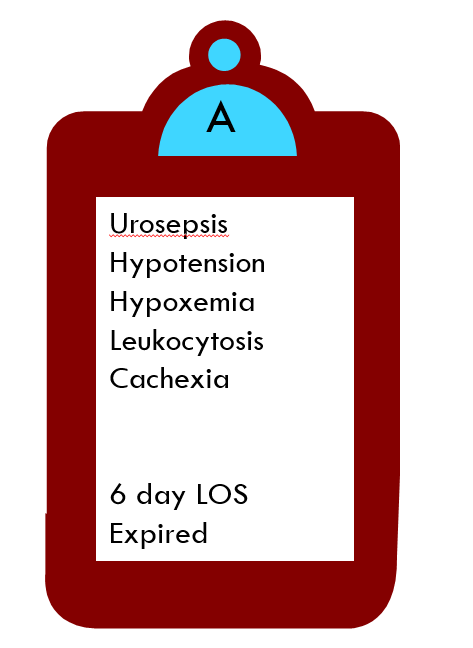 A
Urosepsis
Hypotension
Hypoxemia
Leukocytosis
Cachexia
6 day LOS
Expired